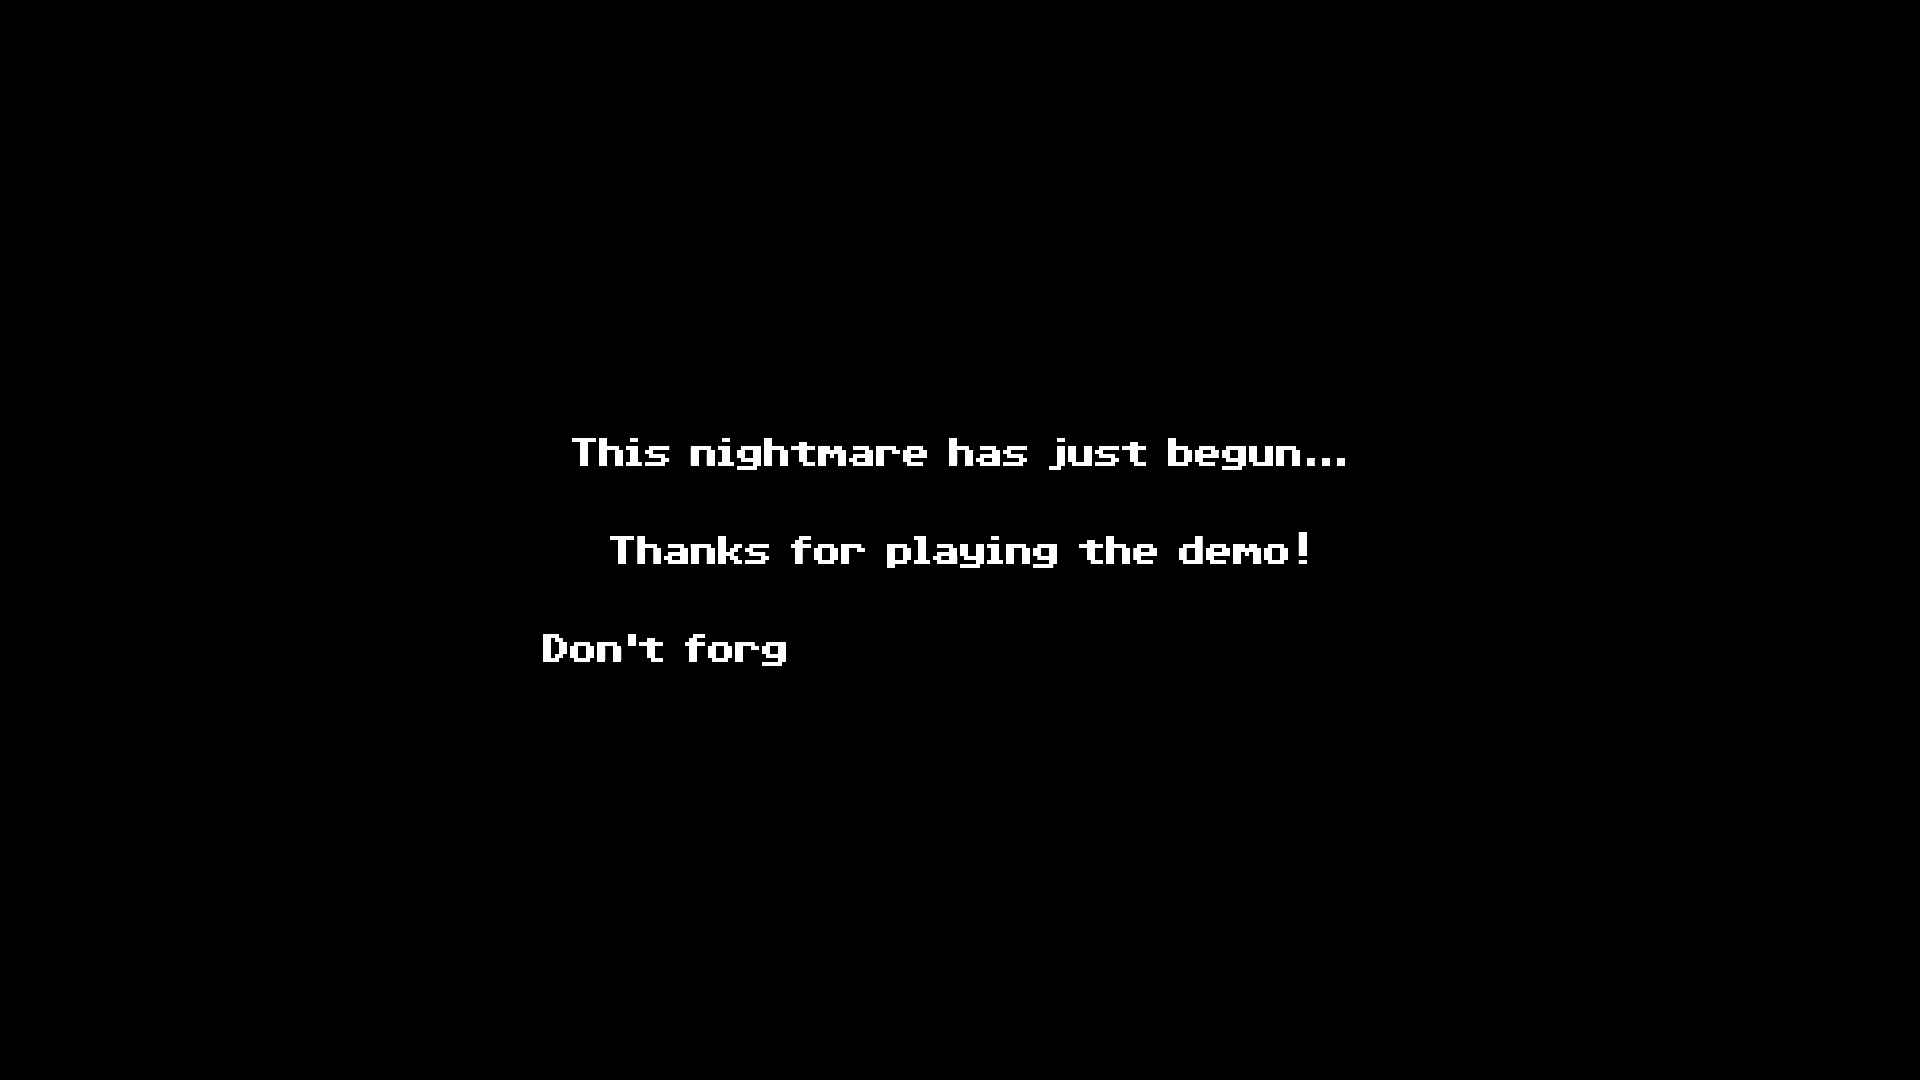 This nightmare has just begun...
Thanks for playing the demo!
Don't forg